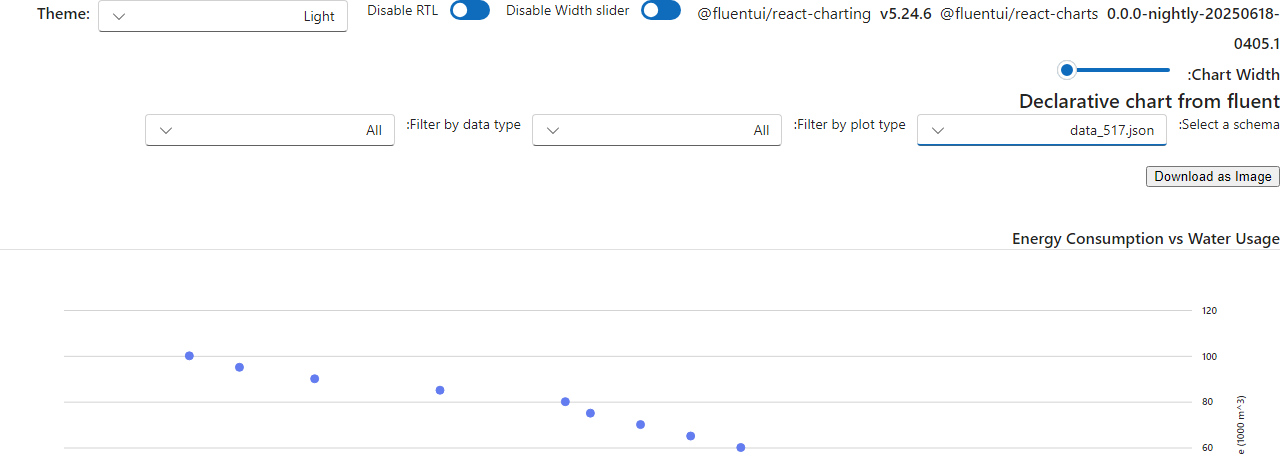 Theme:
Light
Disable RTL
Disable Width slider
@fluentui/react-charting v5.24.6 @fluentui/react-charts 0.0.0-nightly-20250618-
0405.1
:Chart Width
Declarative chart from fluent
:Select a schema
data_517.json
:Filter by plot type
All
:Filter by data type
All
Download as Image
Energy Consumption vs Water Usage
120
100
80
60
e (1000 m^3)